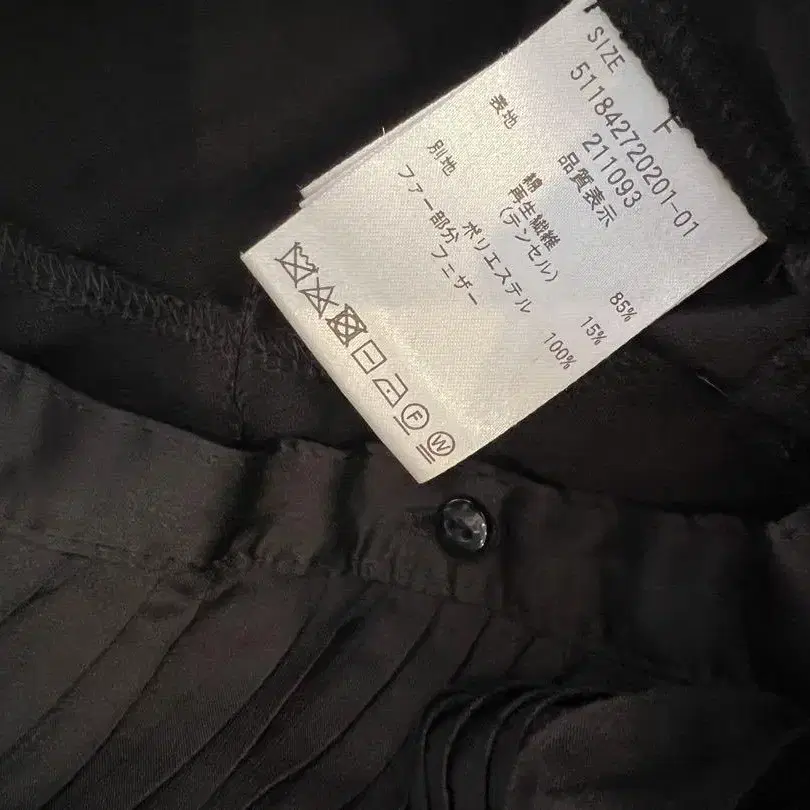 SIZE F
511842720201-01
211093
品質表示
表地 綿 85%
再生繊維 15%
(テンセル)
別地 ポリエステル 100%
ファー部分 フェザー
F W